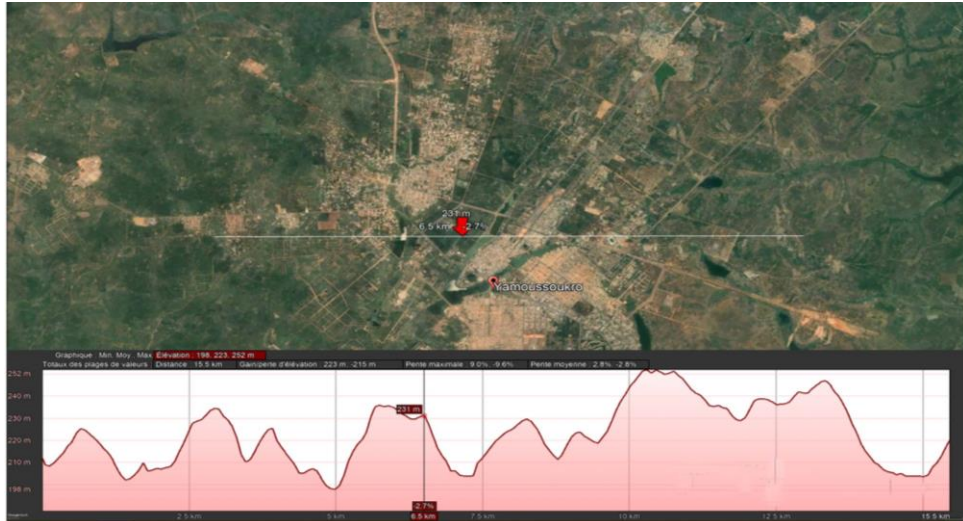 231 m
6.5 km -2.7%
Yamoussoukro
Graphique : Min. Moy. Max. Élévation : 198, 223, 252 m
Totaux des plages de valeurs Distance : 15.5 km Gain/perte d'élévation : 223 m -215 m Pente maximale : 9.0%, -9.6% Pente moyenne : 2.8%, -2.8%
252 m
240 m
230 m
231 m
220 m
210 m
198 m
-2.7%
2.5 km 5 km 6.5 km 7.5 km 10 km 12.5 km 15.5 km